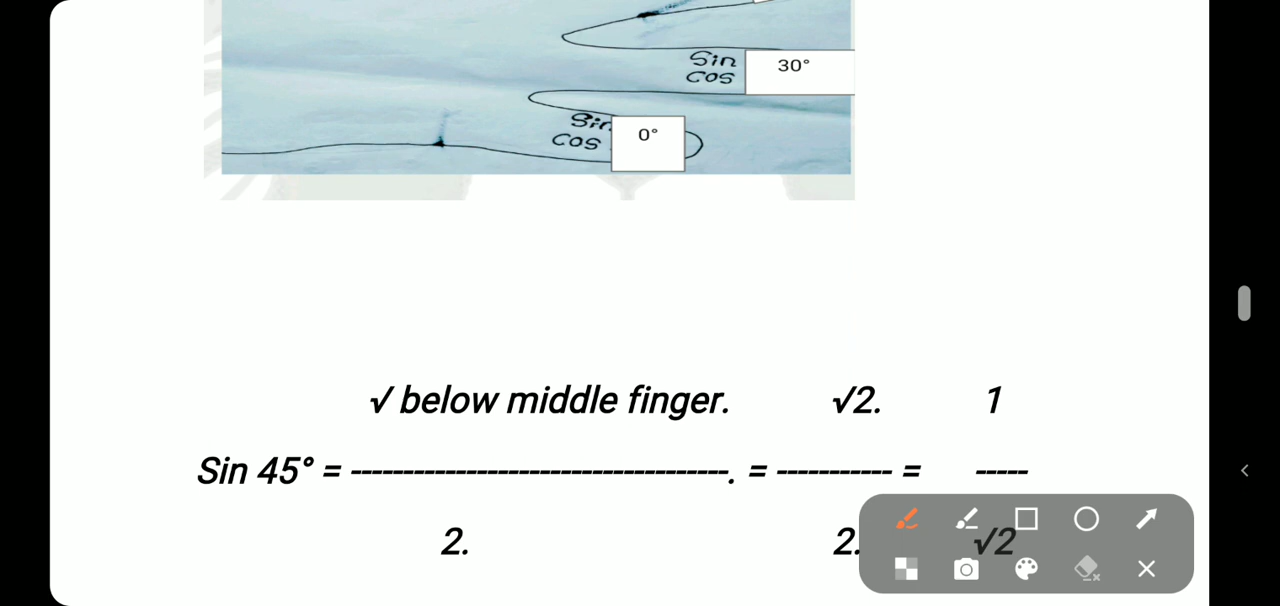 Sin
cos
30°
Sin
cos
0°
√ below middle finger. √2. 1
Sin 45° = ------------------------------------. = ----------- = -----
2. 2. √2